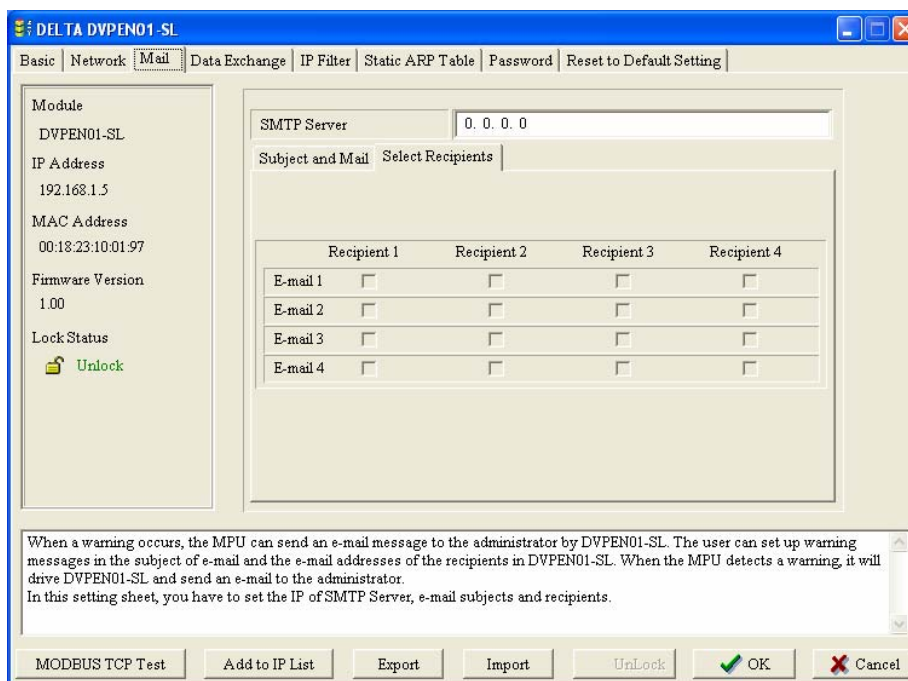 DELTA DVPEN01-SL
Basic Network Mail Data Exchange IP Filter Static ARP Table Password Reset to Default Setting
Module
DVPEN01-SL
IP Address
192.168.1.5
MAC Address
00:18:23:10:01:97
Firmware Version
1.00
Lock Status
Unlock
SMTP Server 0. 0. 0. 0
Subject and Mail Select Recipients
Recipient 1 Recipient 2 Recipient 3 Recipient 4
E-mail 1
E-mail 2
E-mail 3
E-mail 4
When a warning occurs, the MPU can send an e-mail message to the administrator by DVPEN01-SL. The user can set up warning
messages in the subject of e-mail and the e-mail addresses of the recipients in DVPEN01-SL. When the MPU detects a warning, it will
drive DVPEN01-SL and send an e-mail to the administrator.
In this setting sheet, you have to set the IP of SMTP Server, e-mail subjects and recipients.
MODBUS TCP Test Add to IP List Export Import UnLock OK Cancel